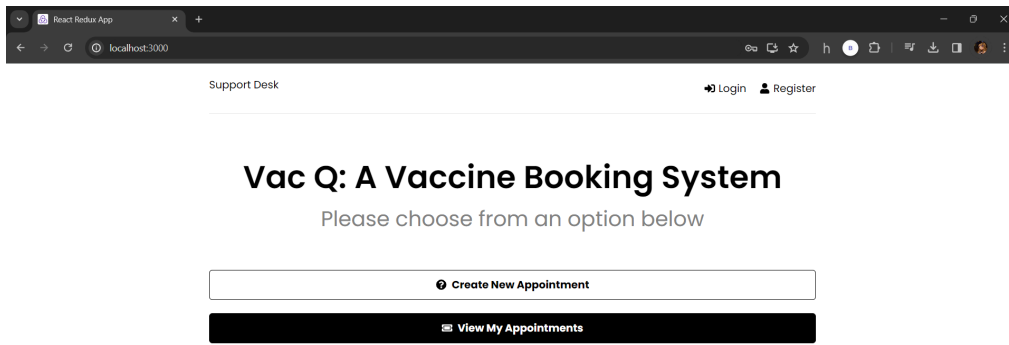 React Redux App
localhost:3000
Support Desk
Login
Register
Vac Q: A Vaccine Booking System
Please choose from an option below
Create New Appointment
View My Appointments